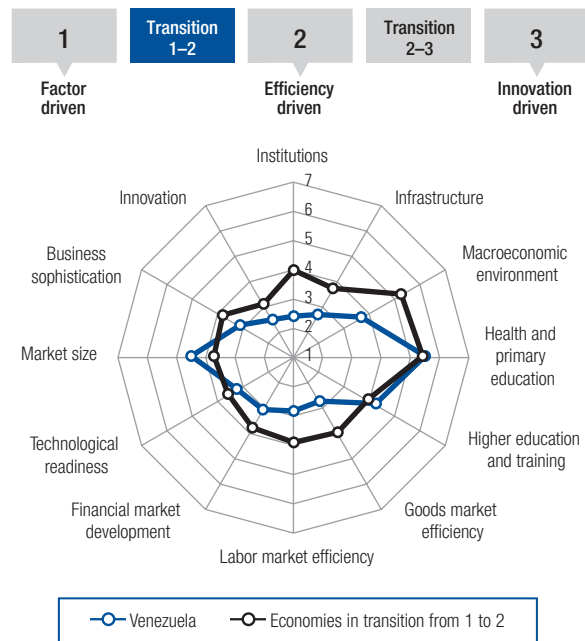 1
Transition
1–2
2
Transition
2–3
3
Factor
driven
Efficiency
driven
Innovation
driven
Institutions
Infrastructure
Macroeconomic
environment
Health and
primary
education
Higher education
and training
Goods market
efficiency
Labor market efficiency
Financial market
development
Technological
readiness
Market size
Business
sophistication
Innovation
7
6
5
4
3
2
1
Venezuela
Economies in transition from 1 to 2